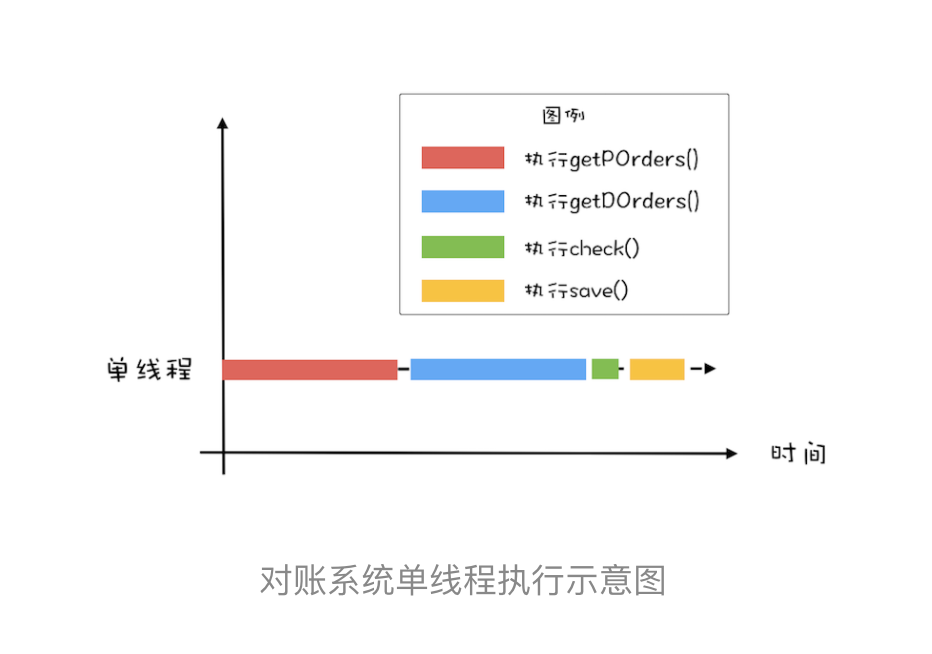 图例
执行getPOrders()
执行getDOrders()
执行check()
执行save()
单线程
时间
对账系统单线程执行示意图